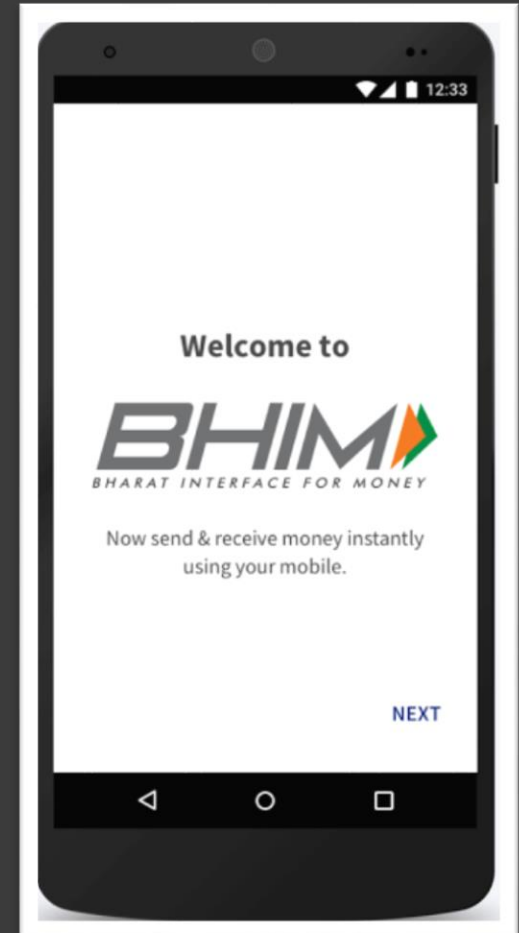 12:33
Welcome to
BHIM
BHARAT INTERFACE FOR MONEY
Now send & receive money instantly
using your mobile.
NEXT